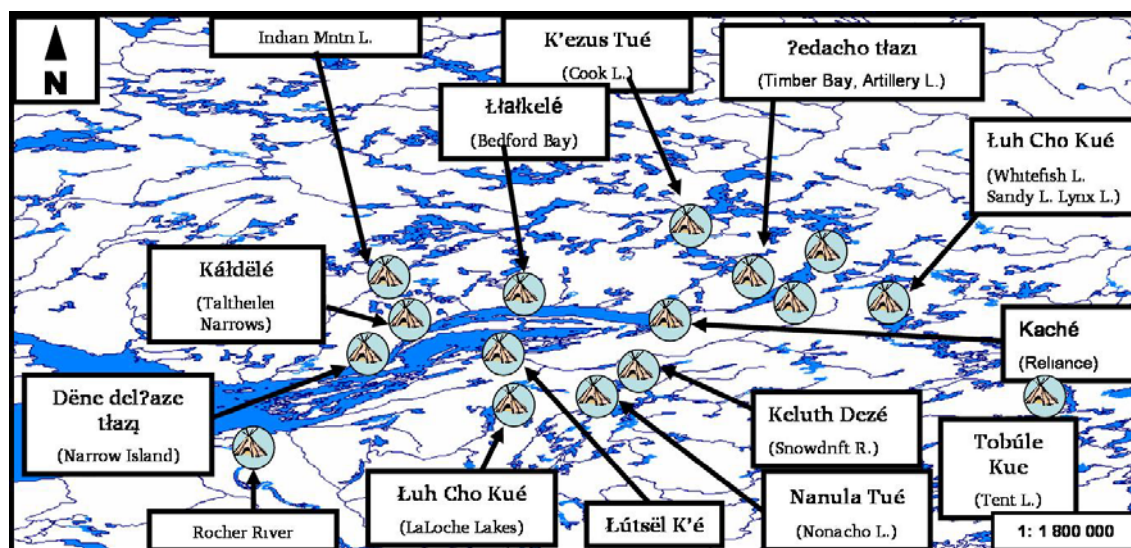 N
Indian Mntn L.
K'ezus Tué
(Cook L.)
ʔedacho tłazı
(Timber Bay, Artillery L.)
Łłałkelé
(Bedford Bay)
Łuh Cho Kué
(Whitefish L.
Sandy L. Lynx L.)
Káłdëlé
(Taltheilei
Narrows)
Kaché
(Reliance)
Dëne delʔaze
tłazį
(Narrow Island)
Keluth Dezé
(Snowdrift R.)
Tobúle
Kue
(Tent L.)
Łuh Cho Kué
(LaLoche Lakes)
Łútsël K'é
Nanula Tué
(Nonacho L.)
Rocher River
1: 1 800 000